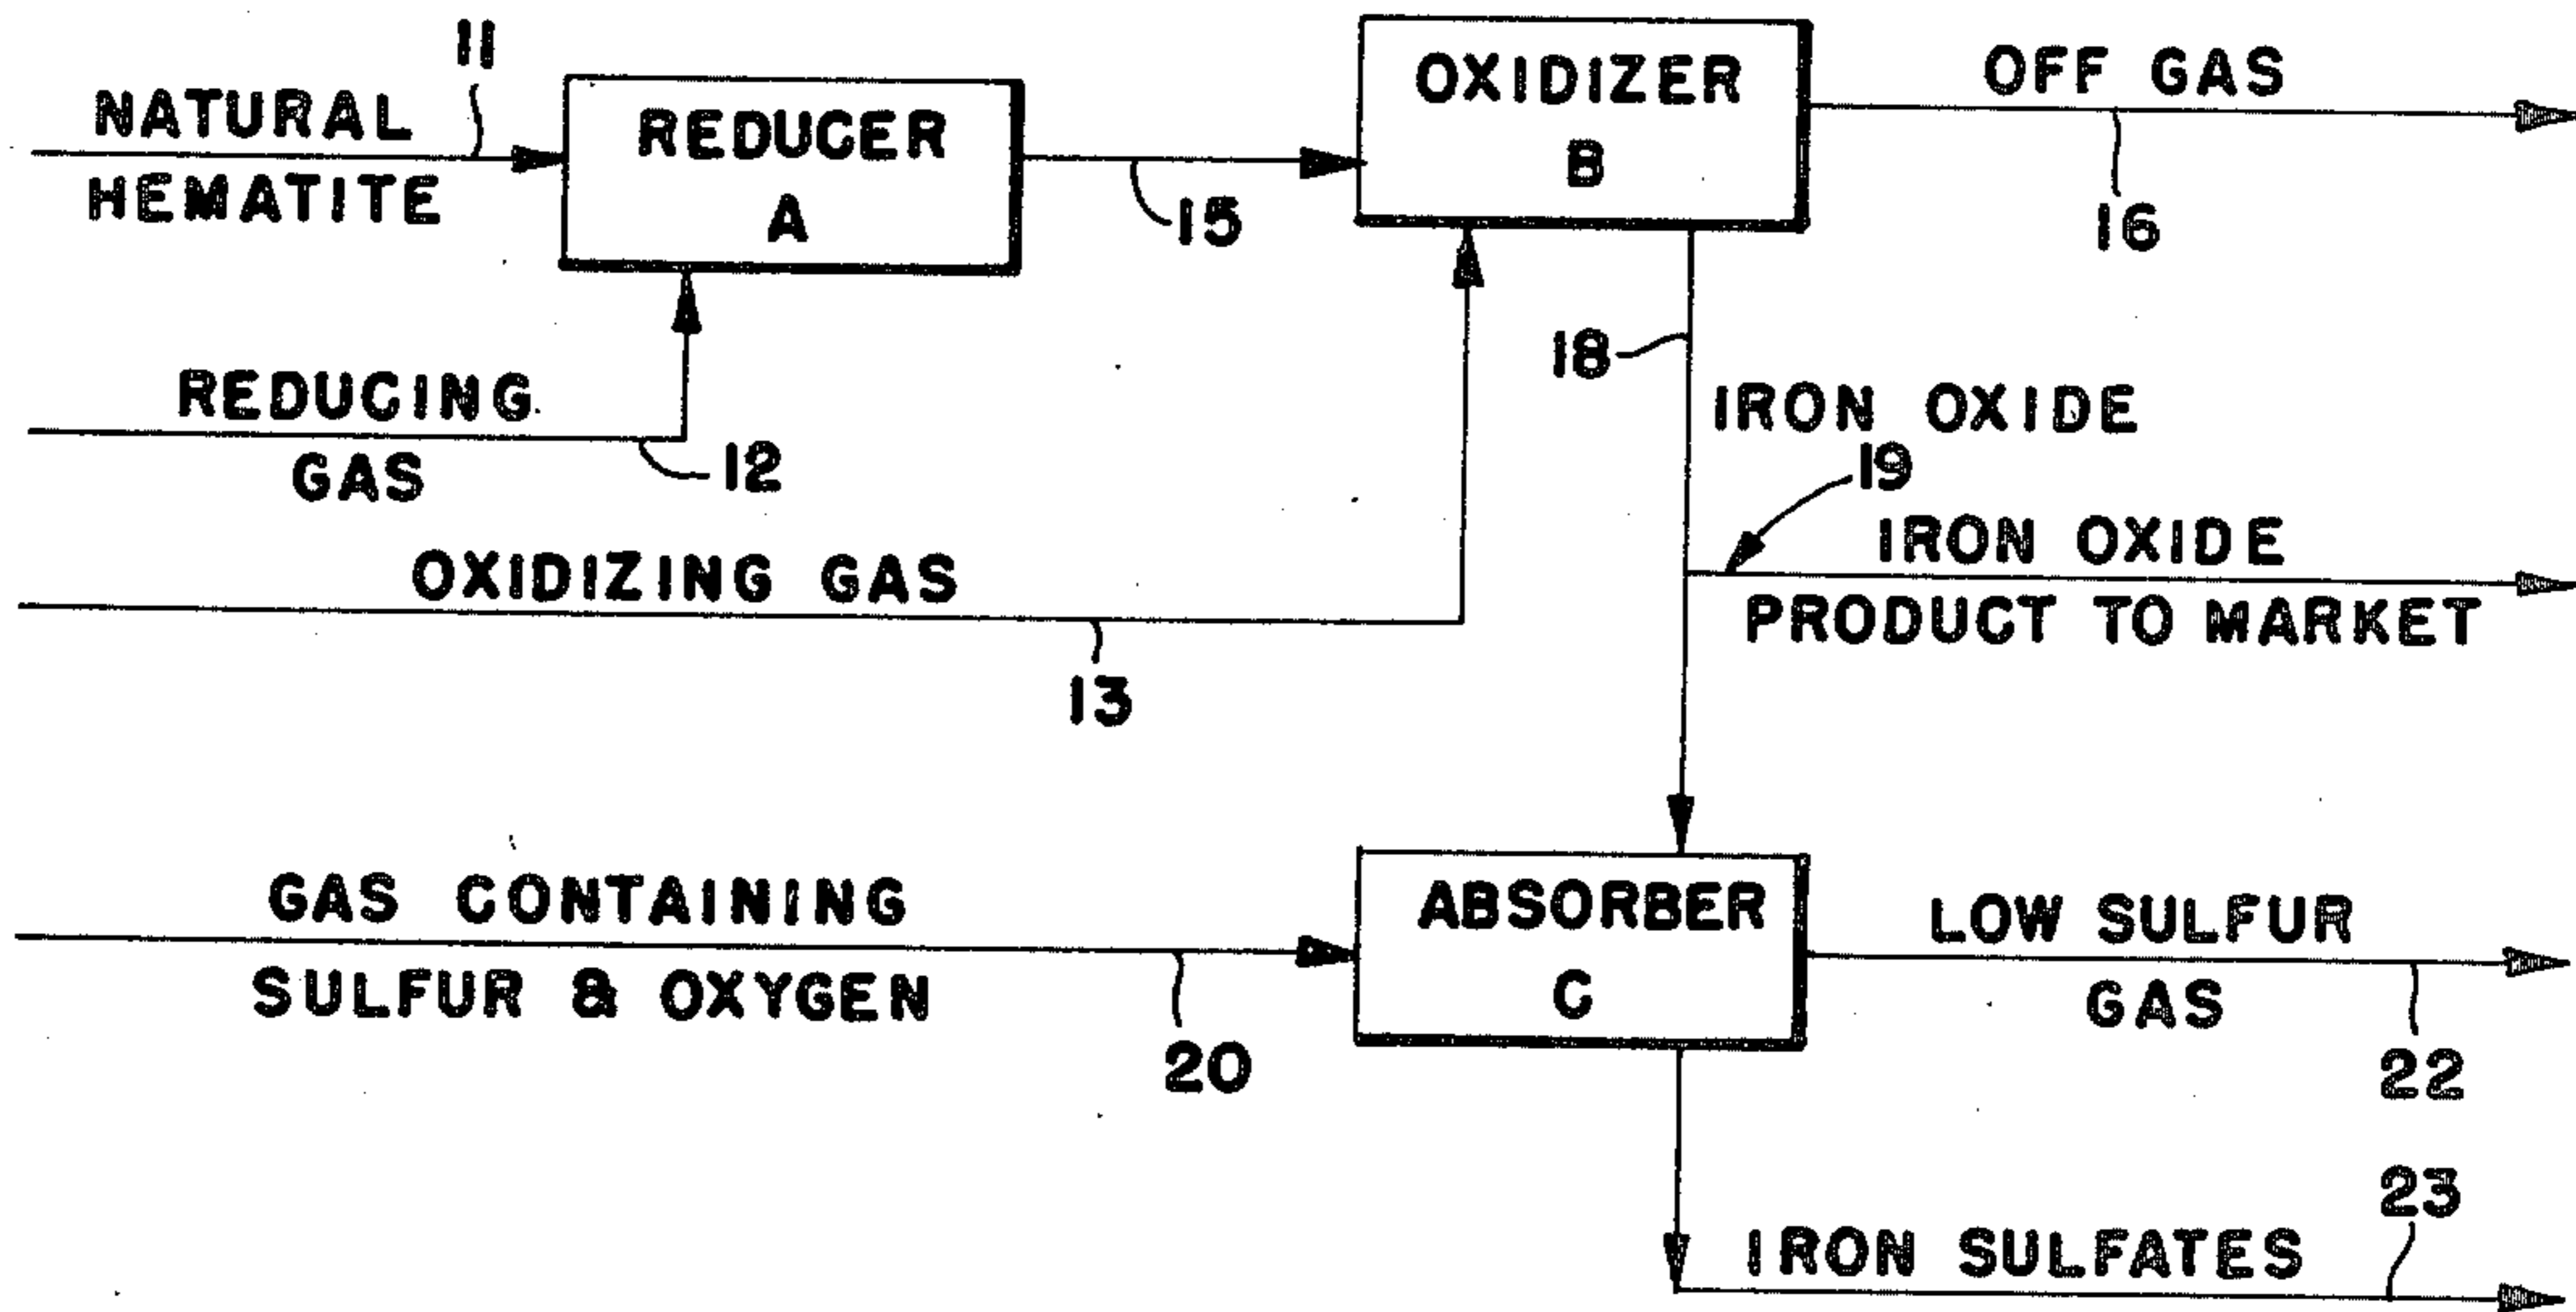 11
NATURAL
HEMATITE
REDUCER
A
15
OXIDIZER
B
OFF GAS
16
REDUCING
GAS
12
18
IRON OXIDE
19
IRON OXIDE
PRODUCT TO MARKET
OXIDIZING GAS
13
GAS CONTAINING
SULFUR & OXYGEN
20
ABSORBER
C
LOW SULFUR
GAS
22
23
IRON SULFATES